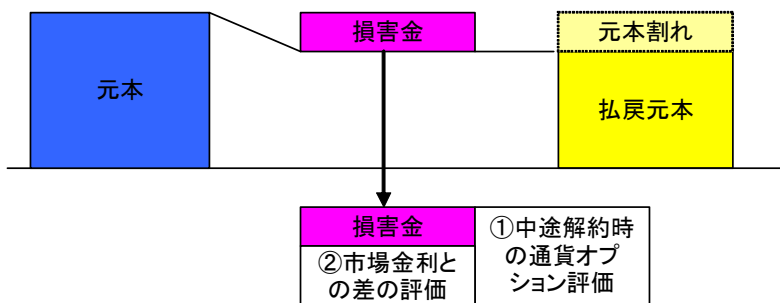 損害金
元本割れ
元本
払戻元本
損害金
②市場金利と
の差の評価
①中途解約時
の通貨オプ
ション評価